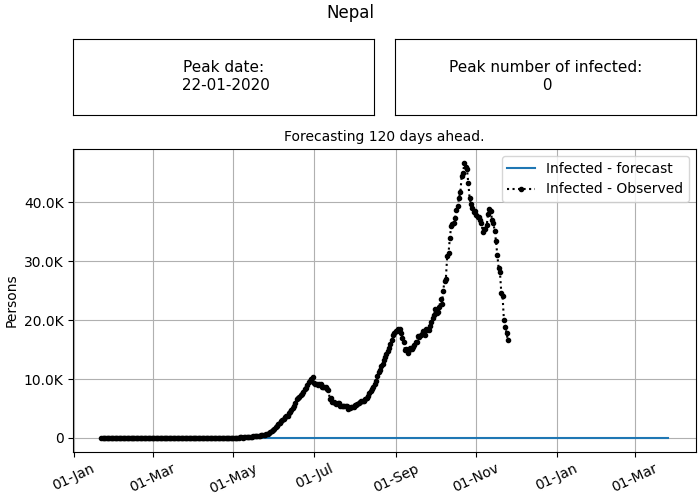 Nepal
Peak date:
22-01-2020
Peak number of infected:
0
Forecasting 120 days ahead.
Infected - forecast
Infected - Observed
Persons
40.0K
30.0K
20.0K
10.0K
0
01-Jan
01-Mar
01-May
01-Jul
01-Sep
01-Nov
01-Jan
01-Mar